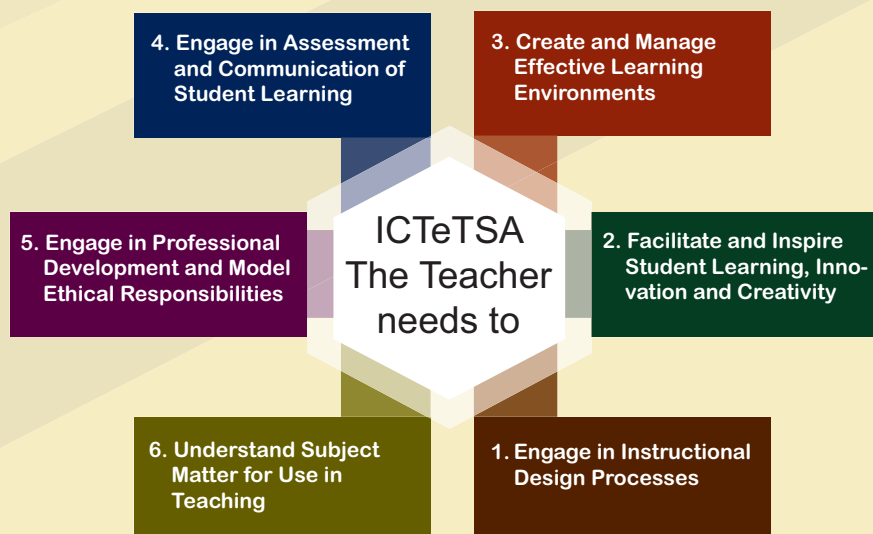 4. Engage in Assessment
and Communication of
Student Learning
3. Create and Manage
Effective Learning
Environments
5. Engage in Professional
Development and Model
Ethical Responsibilities
ICTeTSA
The Teacher
needs to
2. Facilitate and Inspire
Student Learning, Inno-
vation and Creativity
6. Understand Subject
Matter for Use in
Teaching
1. Engage in Instructional
Design Processes